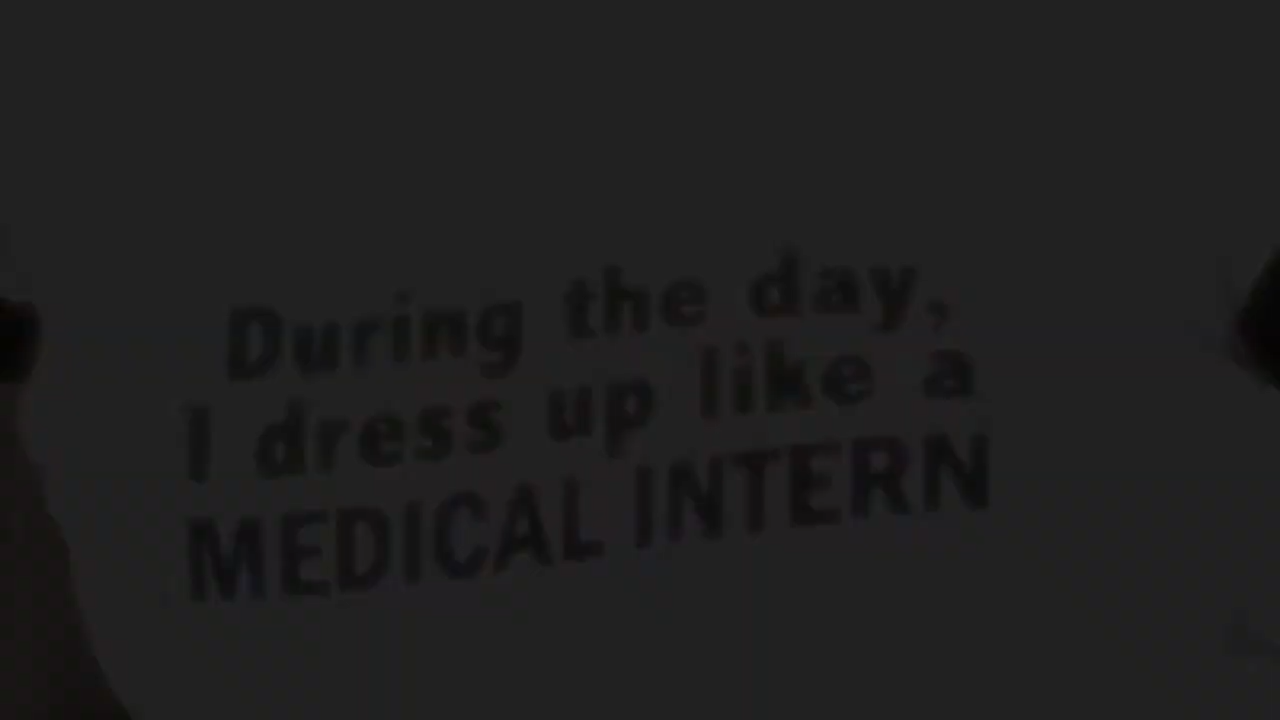 During the day,
I dress up like a
MEDICAL INTERN